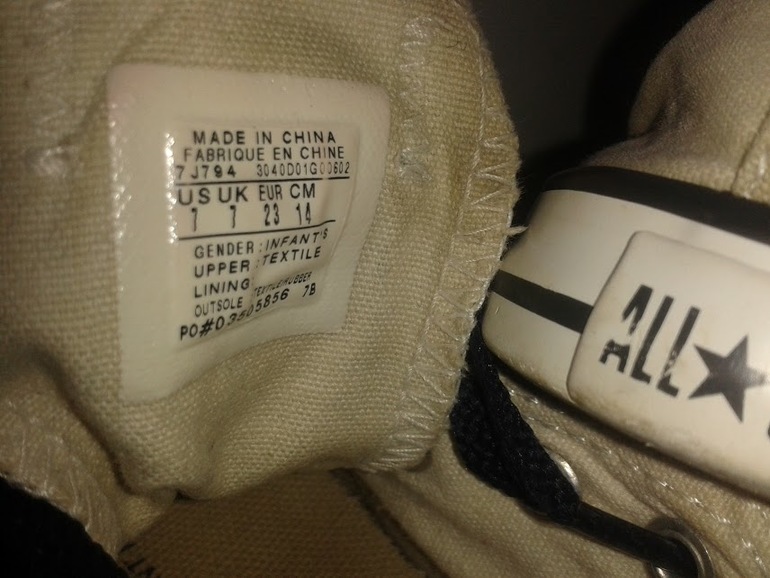 MADE IN CHINA
FABRIQUE EN CHINE
7J794 3040D01G00602
US UK EUR CM
7 7 23 14
GENDER : INFANT'S
UPPER : TEXTILE
LINING TEXTILE/RUBBER
OUTSOLE 7B
PO#03505856
ALL★